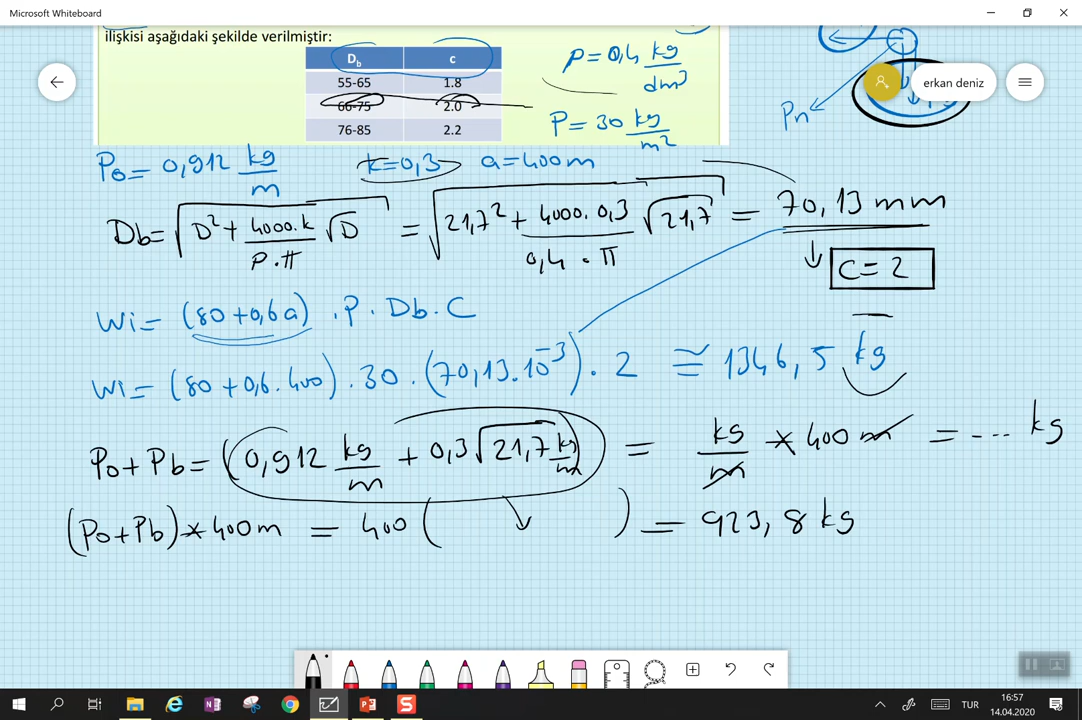 Microsoft Whiteboard
ilişkisi aşağıdaki şekilde verilmiştir:
Db c
55-65 1.8
66-75 2.0
76-85 2.2
ρ = 0,4 kg/dm³
P = 30 kg/m²
Pn
erkan deniz
Po = 0,912 kg/m k=0,3 a=400m
Db = √(D² + 4000.k/ρ.π √D) = √(21,7² + 4000.0,3/0,4.π √21,7) = 70,13 mm
↓ C=2
Wi = (80+0,6a) . P . Db . C
Wi = (80+0,6.400) . 30 . (70,13.10⁻³) . 2 ≅ 1346,5 kg
Po+Pb = (0,912 kg/m + 0,3√21,7 kg/m) = kg/m * 400 m = ... kg
(Po+Pb)*400m = 400( ) = 923,8 kg
TUR
16:57
14.04.2020